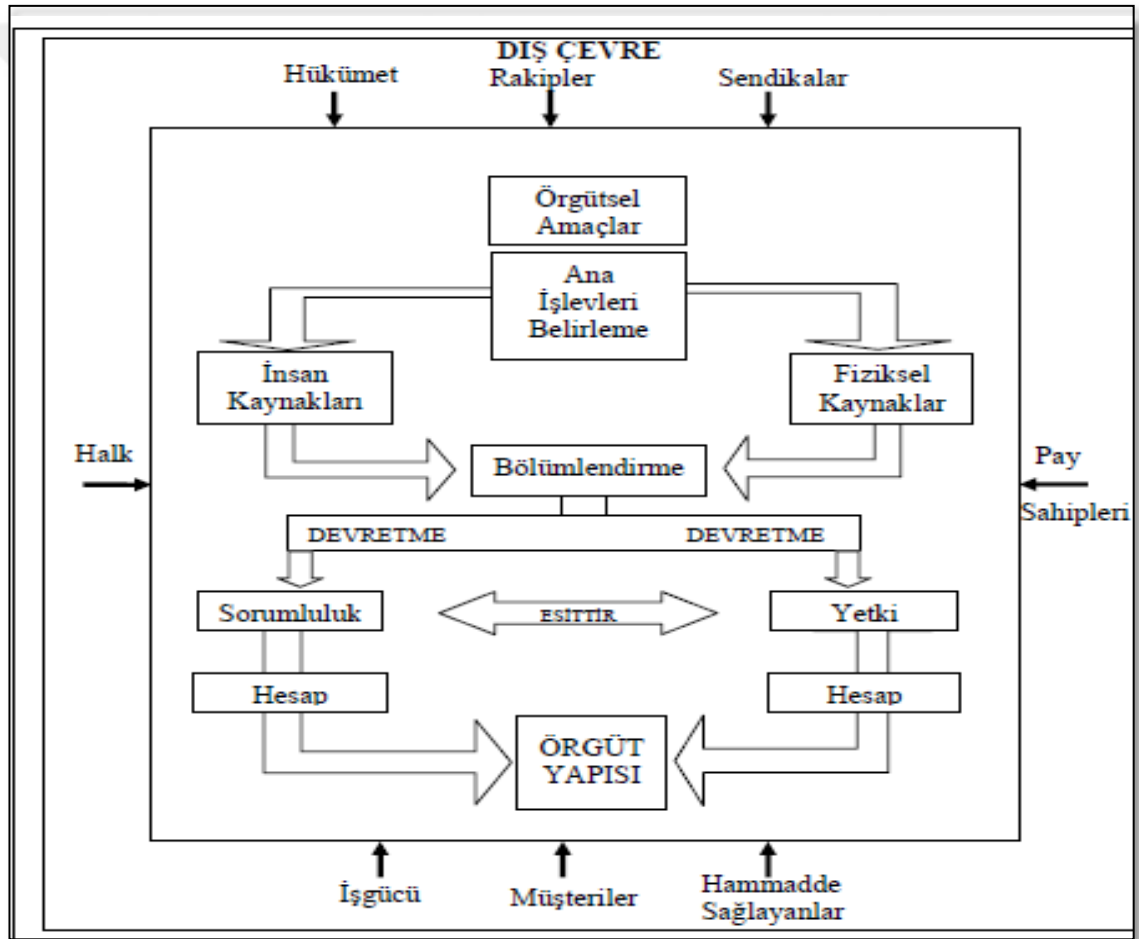 DIŞ ÇEVRE
Hükümet
Rakipler
Sendikalar
Örgütsel
Amaçlar
Ana
İşlevleri
Belirleme
İnsan
Kaynakları
Fiziksel
Kaynaklar
Halk
Bölümlendirme
Pay
Sahipleri
DEVRETME
DEVRETME
Sorumluluk
ESİTTİR
Yetki
Hesap
Hesap
ÖRGÜT
YAPISI
İşgücü
Müşteriler
Hammadde
Sağlayanlar